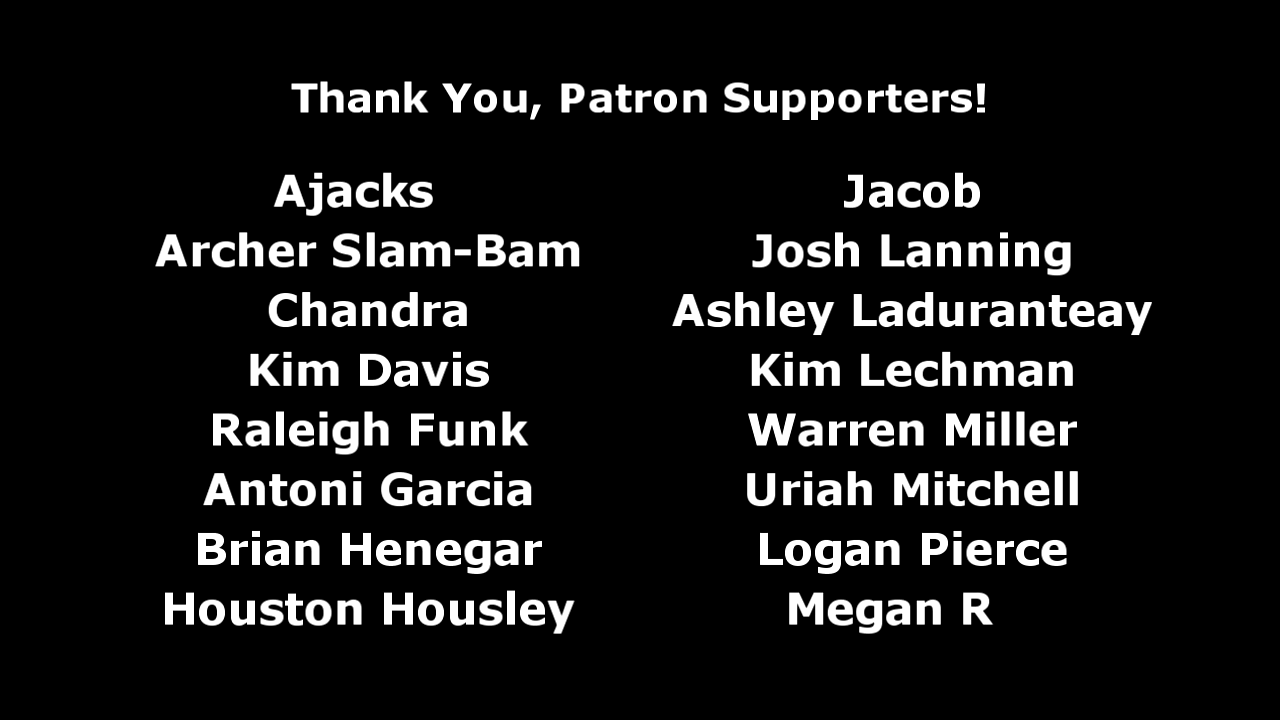 Thank You, Patron Supporters!
Ajacks
Archer Slam-Bam
Chandra
Kim Davis
Raleigh Funk
Antoni Garcia
Brian Henegar
Houston Housley
Jacob
Josh Lanning
Ashley Laduranteay
Kim Lechman
Warren Miller
Uriah Mitchell
Logan Pierce
Megan R